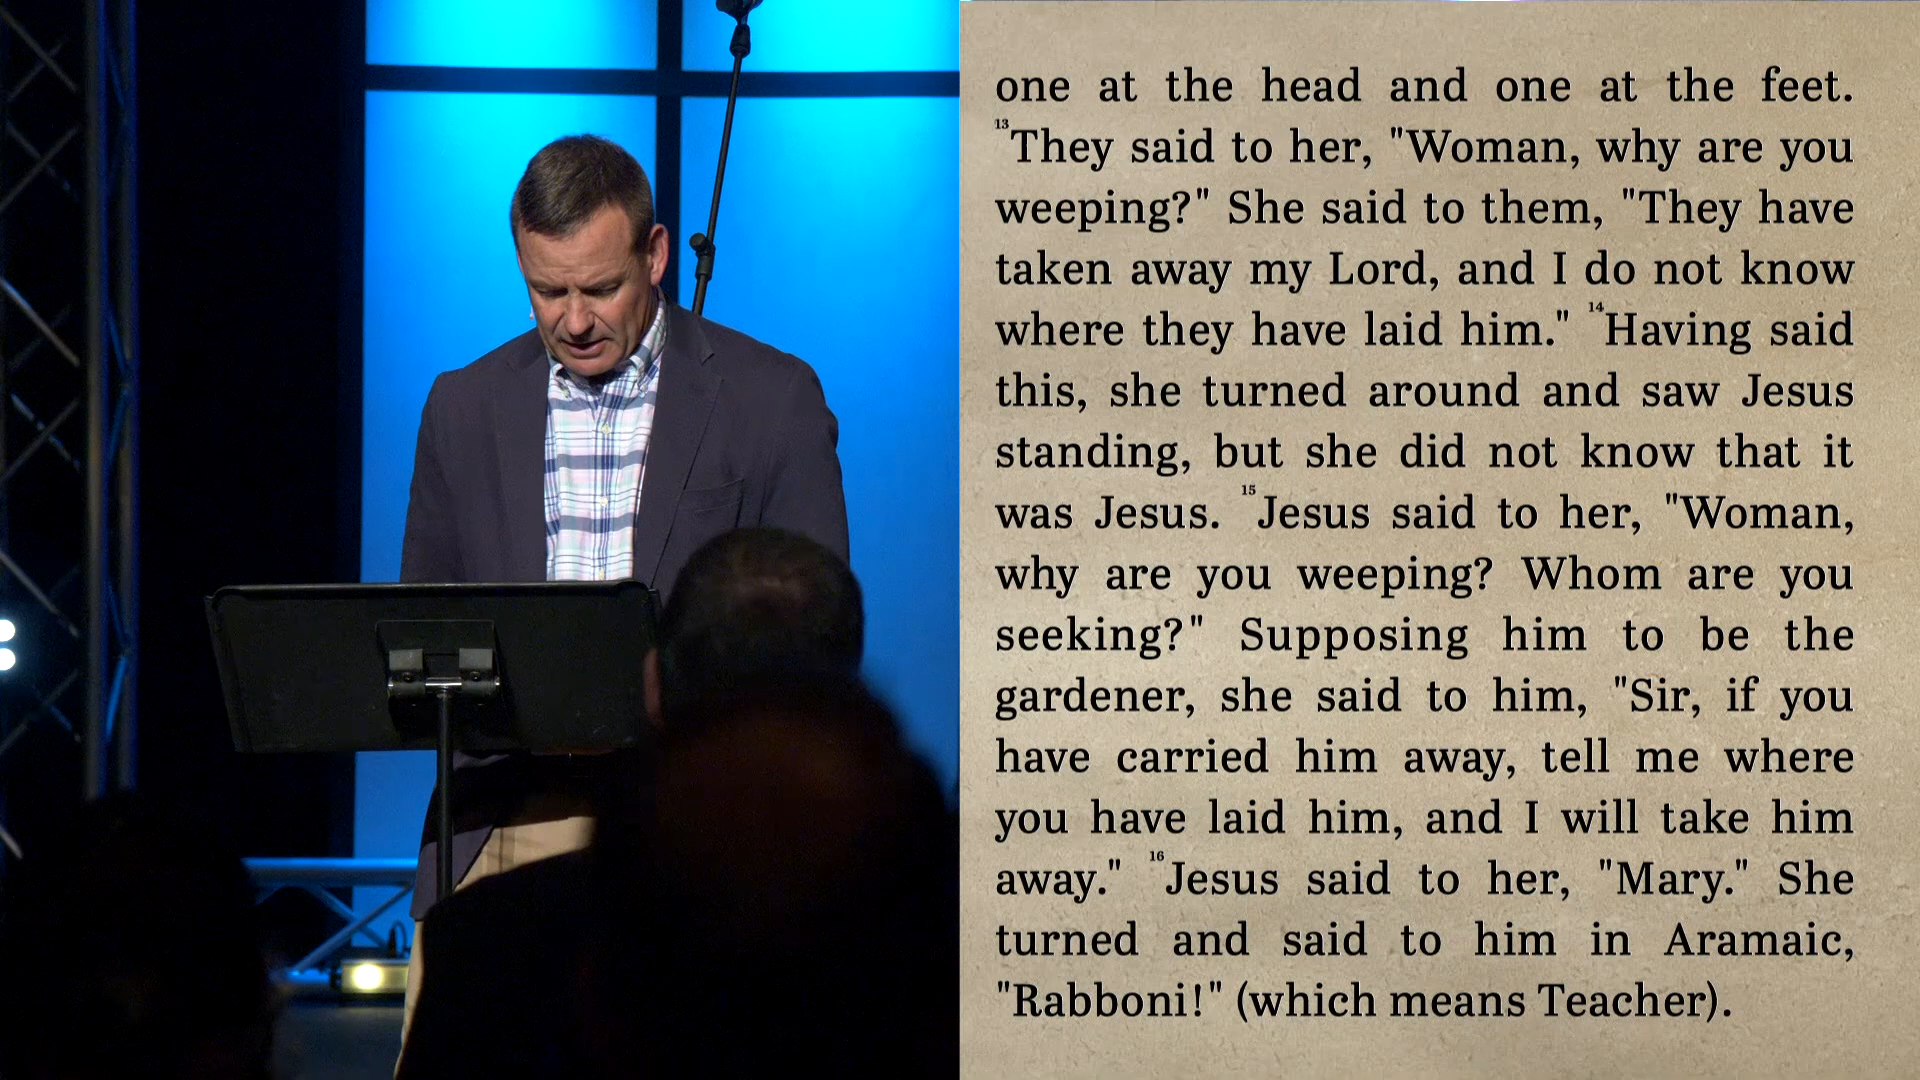 one at the head and one at the feet.
13They said to her, "Woman, why are you
weeping?" She said to them, "They have
taken away my Lord, and I do not know
where they have laid him." 14Having said
this, she turned around and saw Jesus
standing, but she did not know that it
was Jesus. 15Jesus said to her, "Woman,
why are you weeping? Whom are you
seeking?" Supposing him to be the
gardener, she said to him, "Sir, if you
have carried him away, tell me where
you have laid him, and I will take him
away." 16Jesus said to her, "Mary." She
turned and said to him in Aramaic,
"Rabboni!" (which means Teacher).